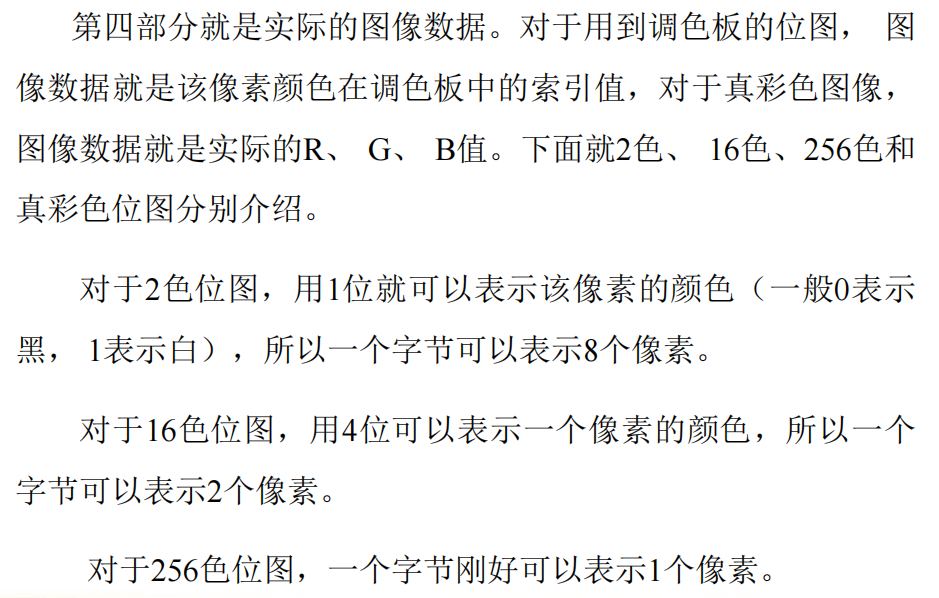 第四部分就是实际的图像数据。对于用到调色板的位图， 图
像数据就是该像素颜色在调色板中的索引值，对于真彩色图像，
图像数据就是实际的R、 G、 B值。下面就2色、 16色、256色和
真彩色位图分别介绍。
对于2色位图，用1位就可以表示该像素的颜色（一般0表示
黑， 1表示白），所以一个字节可以表示8个像素。
对于16色位图，用4位可以表示一个像素的颜色，所以一个
字节可以表示2个像素。
对于256色位图，一个字节刚好可以表示1个像素。